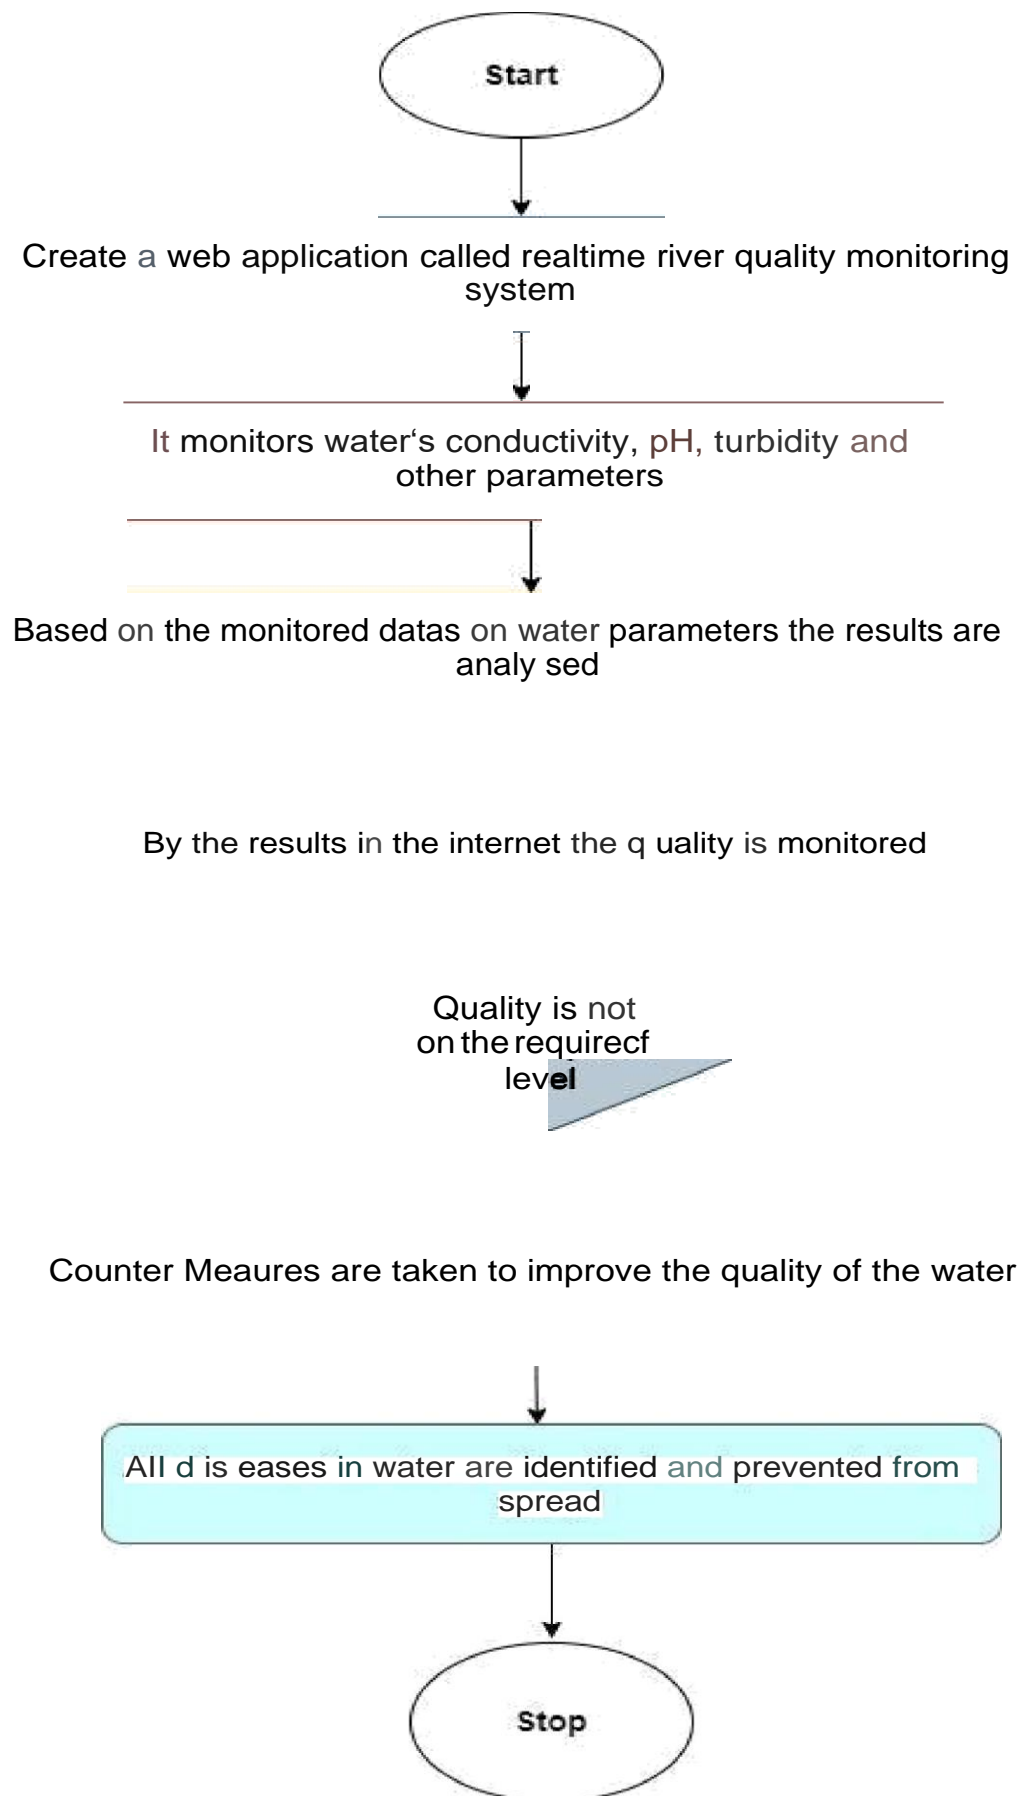 Start
Create a web application called realtime river quality monitoring
system
It monitors water‘s conductivity, pH, turbidity and
other parameters
Based on the monitored datas on water parameters the results are
analy sed
By the results in the internet the q uality is monitored
Quality is not
on the requirecf
level
Counter Meaures are taken to improve the quality of the water
All d is eases in water are identified and prevented from
spread
Stop